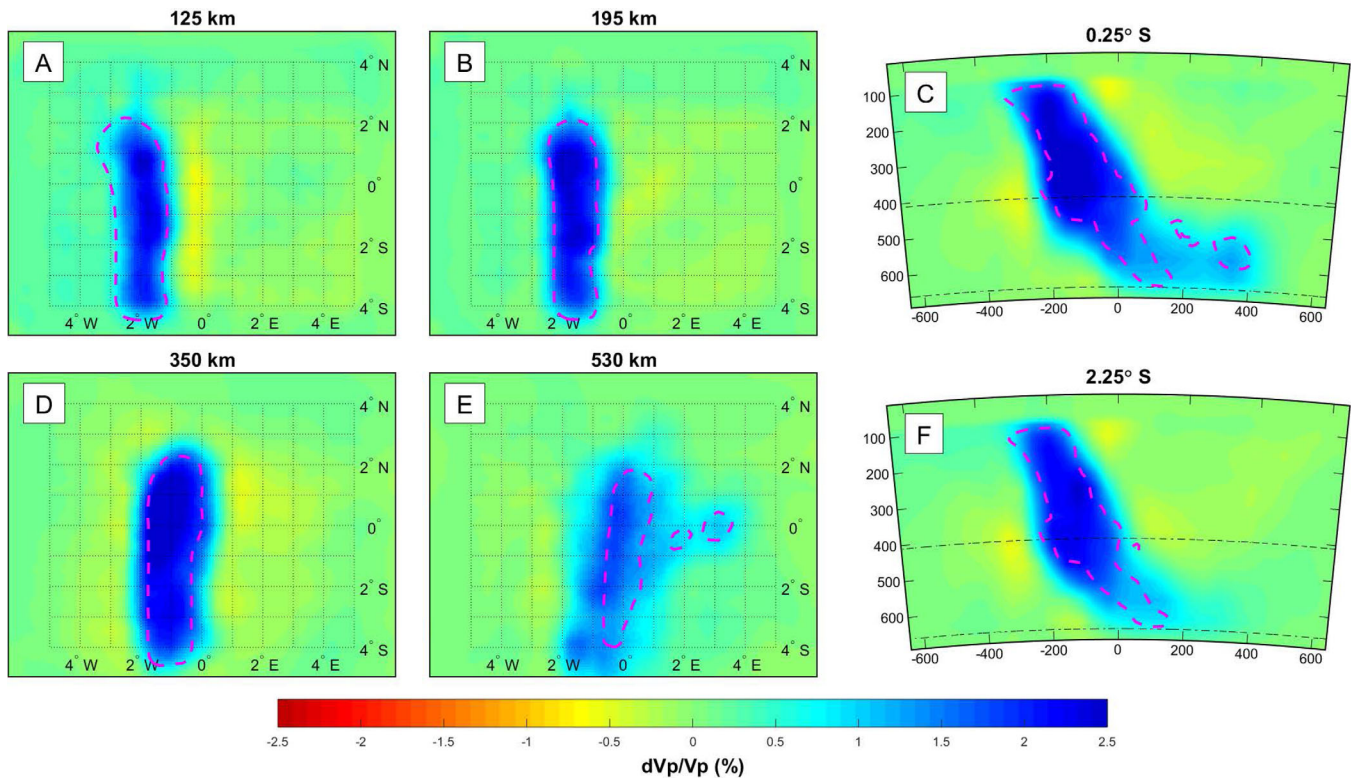 125 km
A
4° N
2° N
0°
2° S
4° S
4° W 2° W 0° 2° E 4° E
195 km
B
4° N
2° N
0°
2° S
4° S
4° W 2° W 0° 2° E 4° E
0.25° S
C
100
200
300
400
500
600
-600 -400 -200 0 200 400 600
350 km
D
4° N
2° N
0°
2° S
4° S
4° W 2° W 0° 2° E 4° E
530 km
E
4° N
2° N
0°
2° S
4° S
4° W 2° W 0° 2° E 4° E
2.25° S
F
100
200
300
400
500
600
-600 -400 -200 0 200 400 600
-2.5 -2 -1.5 -1 -0.5 0 0.5 1 1.5 2 2.5
dVp/Vp (%)